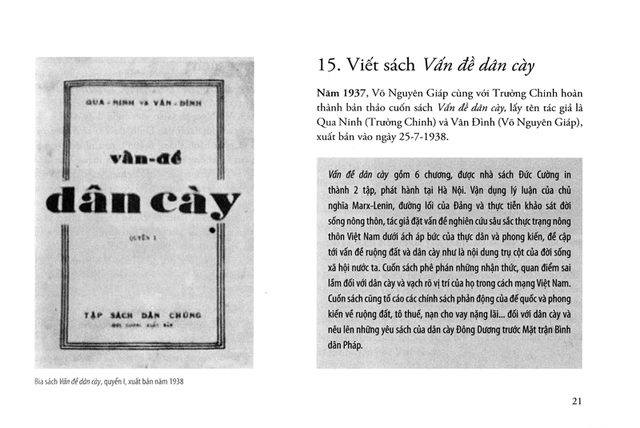 QUA-NINH VÀ VÂN-ĐÌNH
vấn-đề
dân cày
QUYỂN I
TẬP SÁCH DÂN CHÚNG
ĐỨC CƯỜNG XUẤT BẢN
Bìa sách Vấn đề dân cày, quyển I, xuất bản năm 1938
15. Viết sách Vấn đề dân cày
Năm 1937, Võ Nguyên Giáp cùng với Trường Chinh hoàn
thành bản thảo cuốn sách Vấn đề dân cày, lấy tên tác giả là
Qua Ninh (Trường Chinh) và Vân Đình (Võ Nguyên Giáp),
xuất bản vào ngày 25-7-1938.
Vấn đề dân cày gồm 6 chương, được nhà sách Đức Cường in
thành 2 tập, phát hành tại Hà Nội. Vận dụng lý luận của chủ
nghĩa Marx-Lenin, đường lối của Đảng và thực tiễn khảo sát đời
sống nông thôn, tác giả đặt vấn đề nghiên cứu sâu sắc thực trạng nông
thôn Việt Nam dưới ách áp bức của thực dân và phong kiến, đề cập
tới vấn đề ruộng đất và dân cày như là nội dung trụ cột của đời sống
xã hội nước ta. Cuốn sách phê phán những nhận thức, quan điểm sai
lầm đối với dân cày và vạch rõ vị trí của họ trong cách mạng Việt Nam.
Cuốn sách cũng tố cáo các chính sách phản động của đế quốc và phong
kiến về ruộng đất, tô thuế, nạn cho vay nặng lãi... đối với dân cày và
nêu lên những yêu sách của dân cày Đông Dương trước Mặt trận Bình
dân Pháp.
21